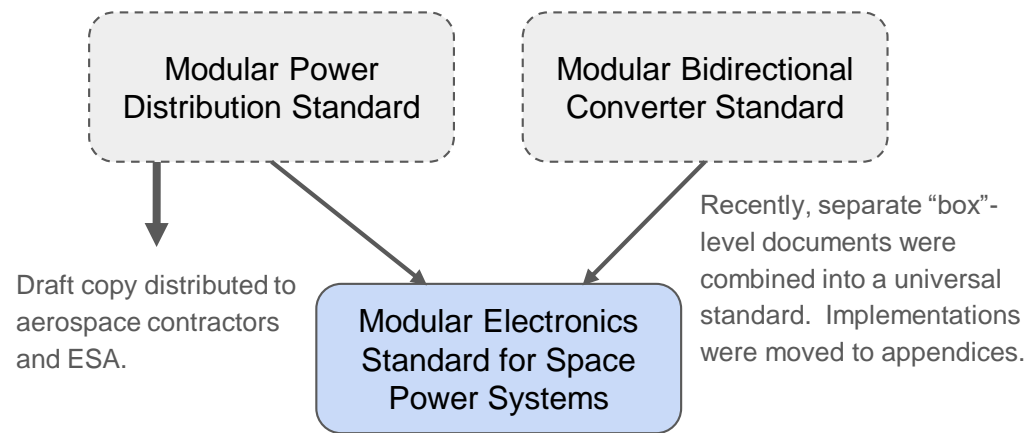 Modular Power
Distribution Standard
Modular Bidirectional
Converter Standard
Draft copy distributed to
aerospace contractors
and ESA.
Modular Electronics
Standard for Space
Power Systems
Recently, separate “box”-
level documents were
combined into a universal
standard.  Implementations
were moved to appendices.